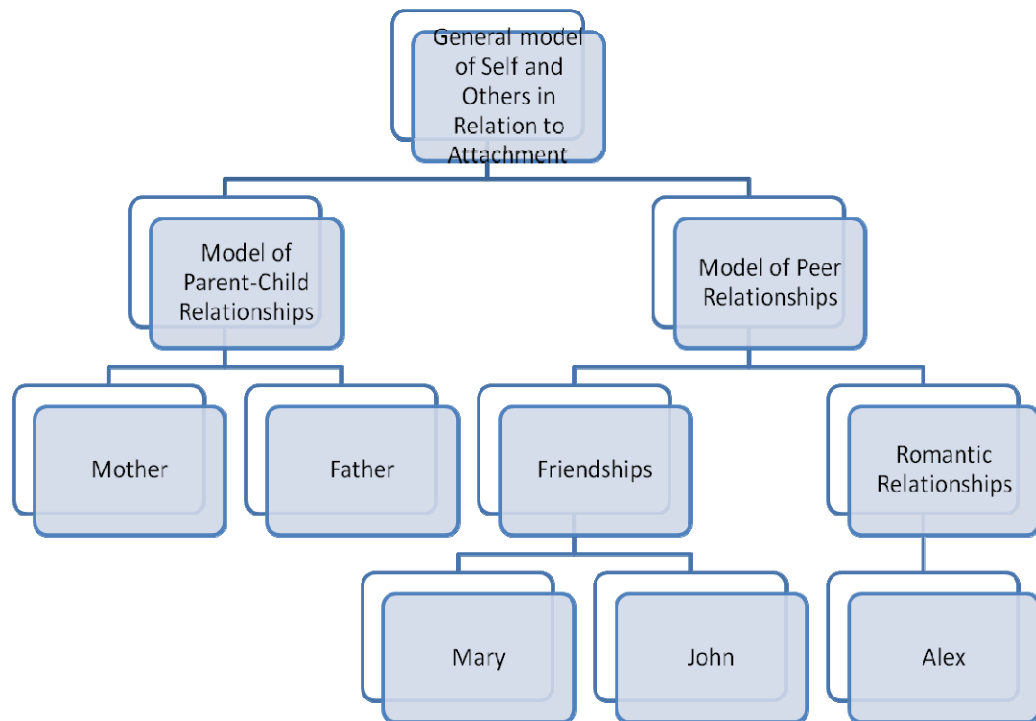 General model
of Self and
Others in
Relation to
Attachment
Model of
Parent-Child
Relationships
Model of Peer
Relationships
Mother
Father
Friendships
Romantic
Relationships
Mary
John
Alex